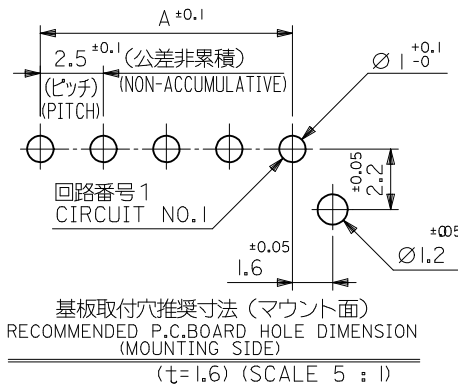 A±0.1
2.5±0.1 (公差非累積)
(ピッチ) (NON-ACCUMULATIVE)
(PITCH)
Ø1 +0.1 -0
回路番号1
CIRCUIT NO.1
2.2±0.05
1.6±0.05
Ø1.2±0.05
基板取付穴推奨寸法(マウント面)
RECOMMENDED P.C.BOARD HOLE DIMENSION
(MOUNTING SIDE)
(t=1.6) (SCALE 5 : 1)